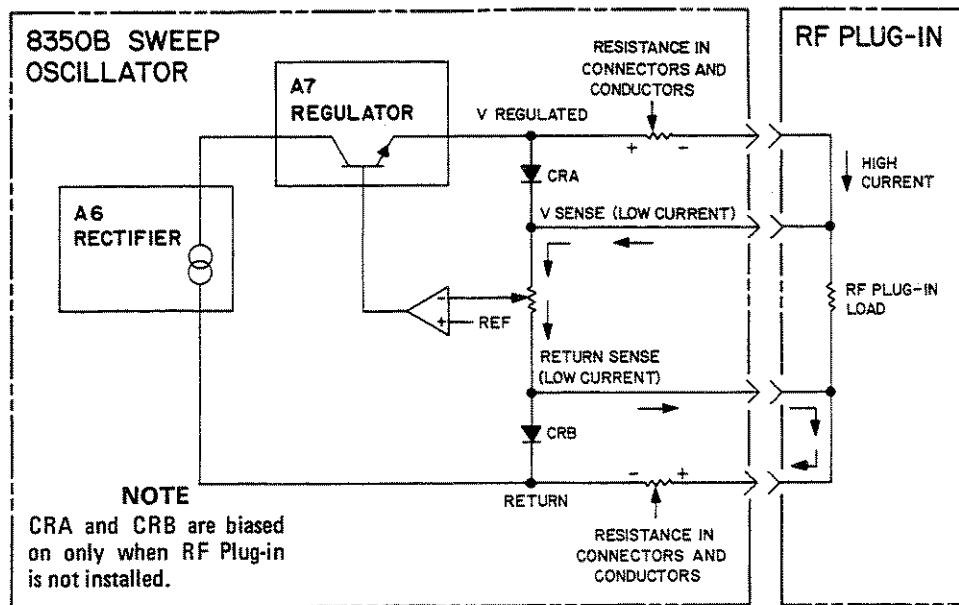 8350B SWEEP
OSCILLATOR
RF PLUG-IN
RESISTANCE IN
CONNECTORS AND
CONDUCTORS
A7
REGULATOR
V REGULATED
+
-
HIGH
CURRENT
CRA
A6
RECTIFIER
V SENSE (LOW CURRENT)
-
+
REF
RF PLUG-IN
LOAD
RETURN SENSE
(LOW CURRENT)
CRB
-
+
RETURN
NOTE
CRA and CRB are biased
on only when RF Plug-in
is not installed.
RESISTANCE IN
CONNECTORS AND
CONDUCTORS